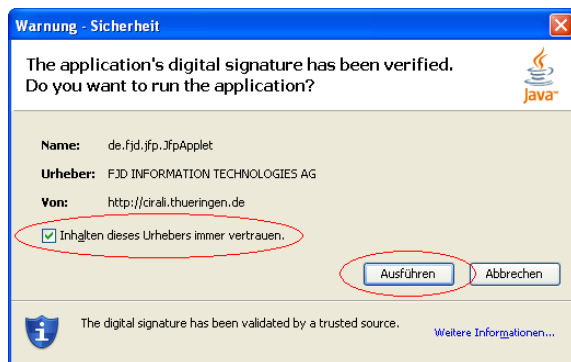 Warnung - Sicherheit
The application's digital signature has been verified.
Do you want to run the application?
Java™
Name: de.fjd.jfp.JfpApplet
Urheber: FJD INFORMATION TECHNOLOGIES AG
Von: http://cirali.thueringen.de
Inhalten dieses Urhebers immer vertrauen.
Ausführen Abbrechen
The digital signature has been validated by a trusted source.
Weitere Informationen...